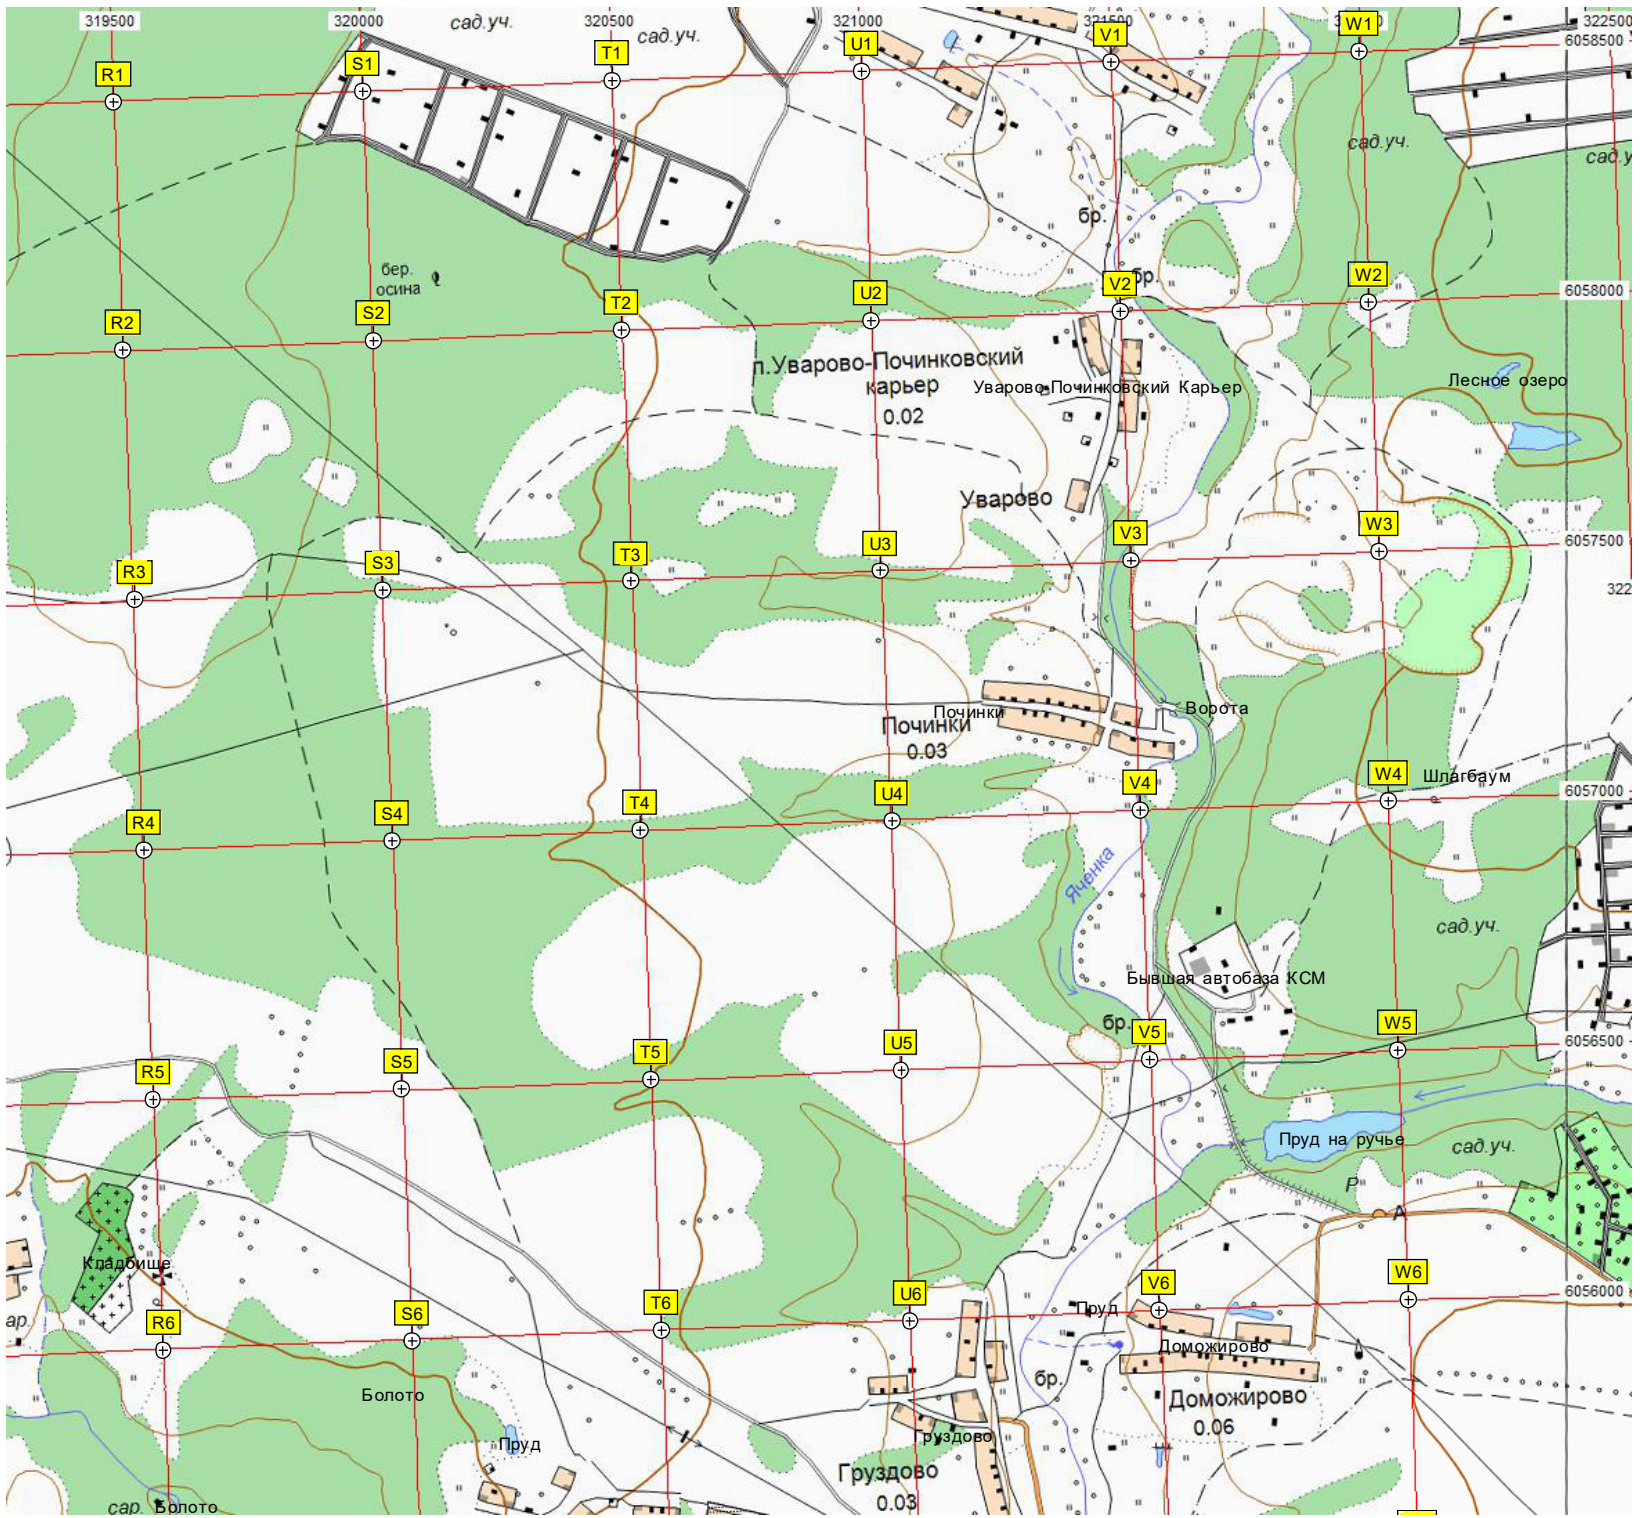 319500
320000
320500
321000
321500
322500
сад.уч.
сад.уч.
6058500
R1
S1
T1
U1
V1
W1
сад.уч.
бр.
бер.
осина
бр.
6058000
R2
S2
T2
U2
V2
W2
п.Уварово-Починковский
карьер
0.02
Уварово-Починковский Карьер
Лесное озеро
Уварово
6057500
R3
S3
T3
U3
V3
W3
322
Починки
Починки
0.03
Ворота
R4
S4
T4
U4
V4
W4
Шлагбаум
6057000
Яченка
сад.уч.
Бывшая автобаза КСМ
бр.
6056500
R5
S5
T5
U5
V5
W5
Пруд на ручье
сад.уч.
Р
А
Кладбище
6056000
R6
S6
T6
U6
V6
W6
Пруд
ар.
Доможирово
бр.
Болото
Доможирово
0.06
Пруд
Груздово
Груздово
0.03
сар.
Болото